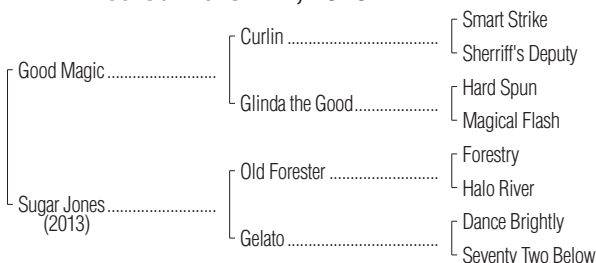 Smart Strike
Curlin ........................................
Sherriff's Deputy
Good Magic ............................
Hard Spun
Glinda the Good.....................
Magical Flash
Forestry
Old Forester ............................
Halo River
Sugar Jones ............................
(2013)
Dance Brightly
Gelato .......................................
Seventy Two Below